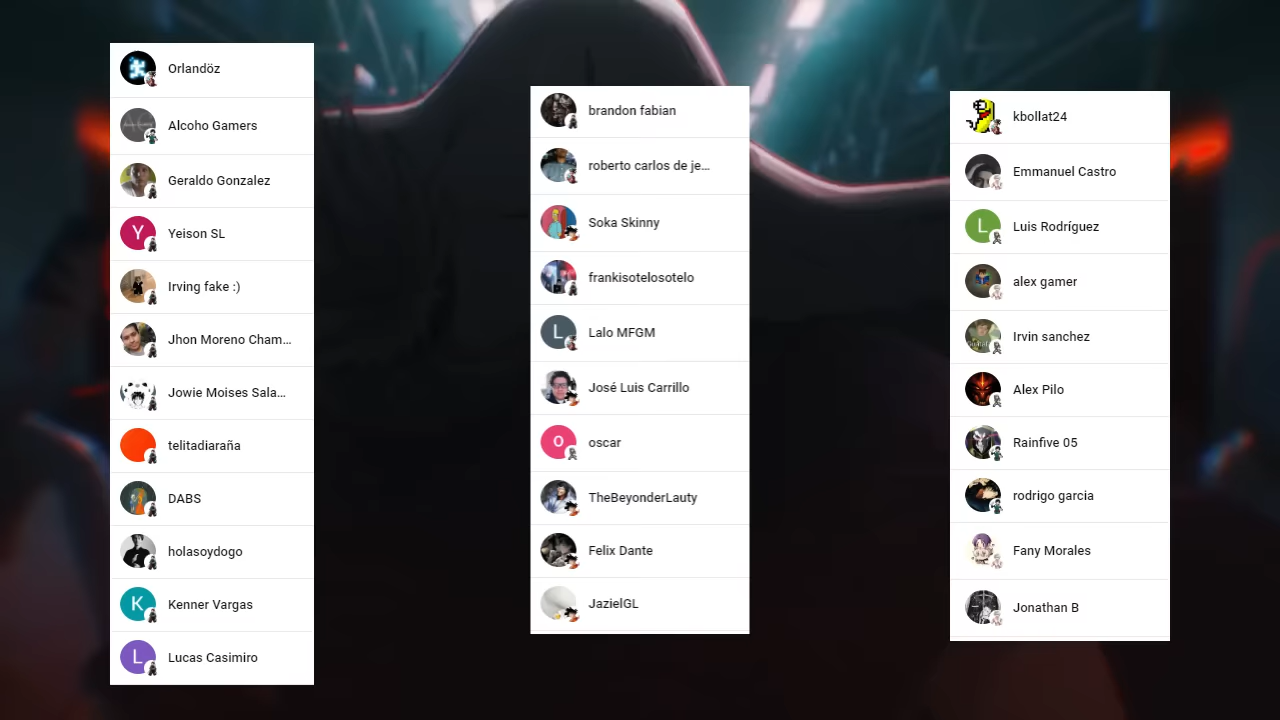 Orlandöz
Alcoho Gamers
Geraldo Gonzalez
Y
Yeison SL
Irving fake :)
Jhon Moreno Cham...
Jowie Moises Sala...
telitadiaraña
DABS
holasoydogo
K
Kenner Vargas
L
Lucas Casimiro
brandon fabian
roberto carlos de je...
Soka Skinny
frankisotelosotelo
L
Lalo MFGM
José Luis Carrillo
o
oscar
TheBeyonderLauty
Felix Dante
JazielGL
kbollat24
Emmanuel Castro
L
Luis Rodríguez
alex gamer
Irvin sanchez
Alex Pilo
Rainfive 05
rodrigo garcia
Fany Morales
Jonathan B